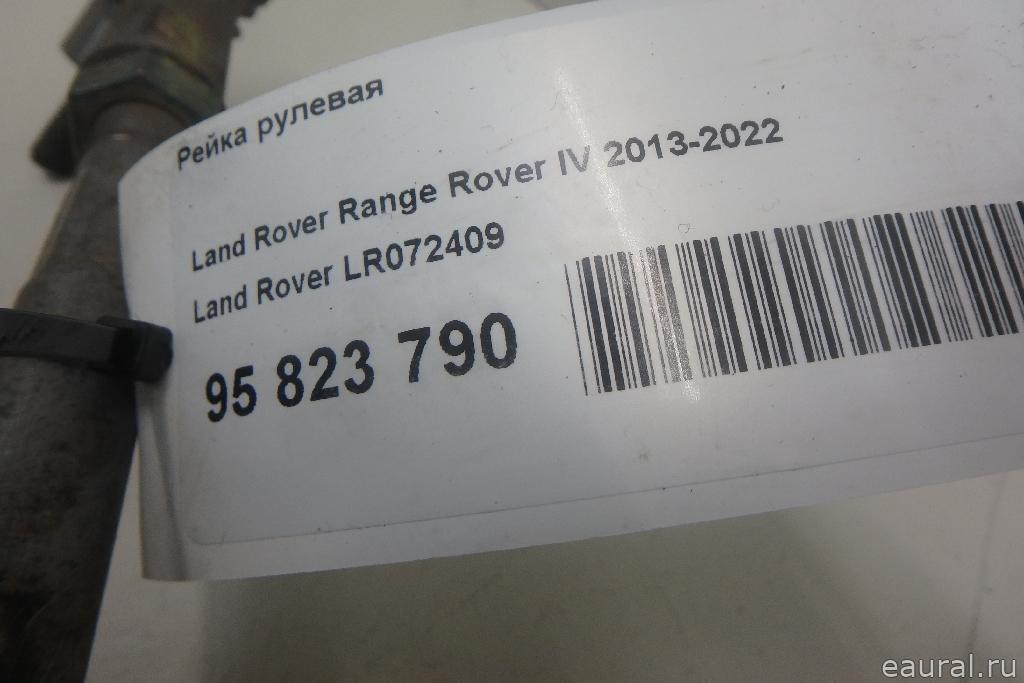 Рейка рулевая
Land Rover Range Rover IV 2013-2022
Land Rover LR072409
95 823 790
eaural.ru